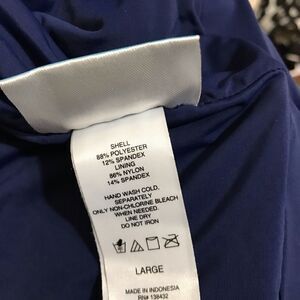 SHELL
88% POLYESTER
12% SPANDEX
LINING
86% NYLON
14% SPANDEX
HAND WASH COLD,
SEPARATELY
ONLY NON-CHLORINE BLEACH
WHEN NEEDED.
LINE DRY
DO NOT IRON
LARGE
MADE IN INDONESIA
RN# 138432